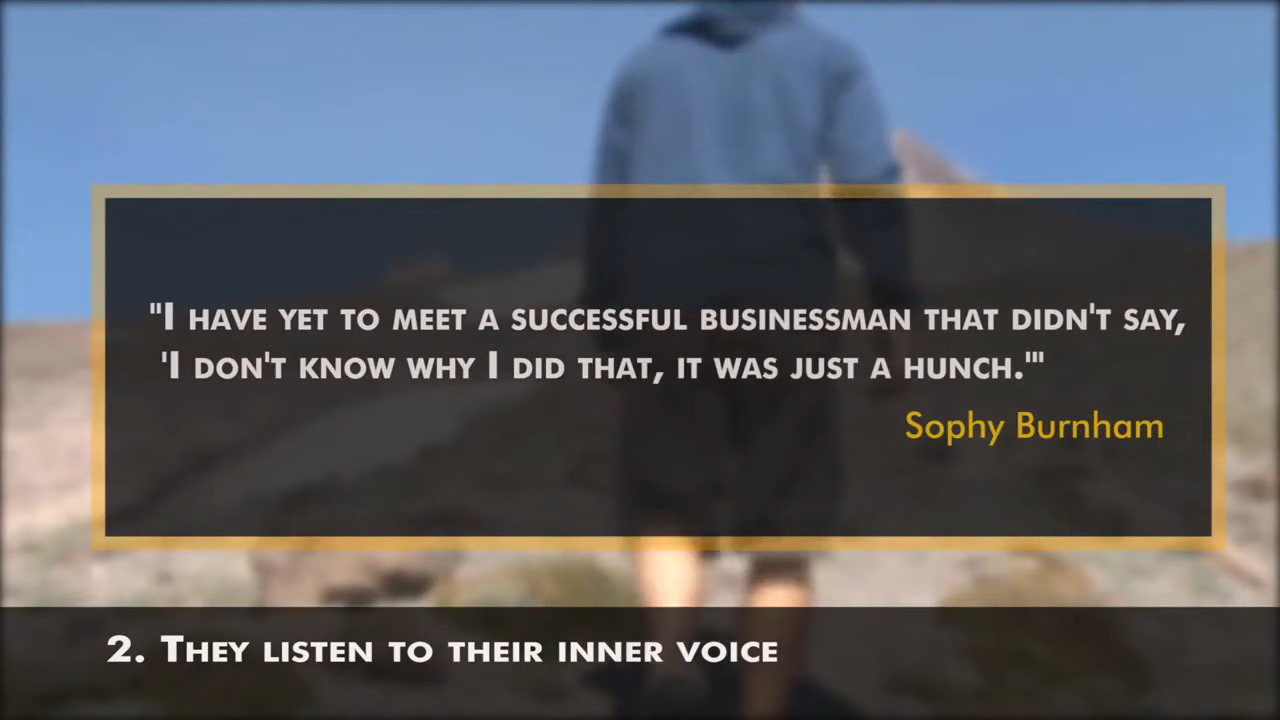 "I have yet to meet a successful businessman that didn't say,
'I don't know why I did that, it was just a hunch.'"
Sophy Burnham
2. They listen to their inner voice